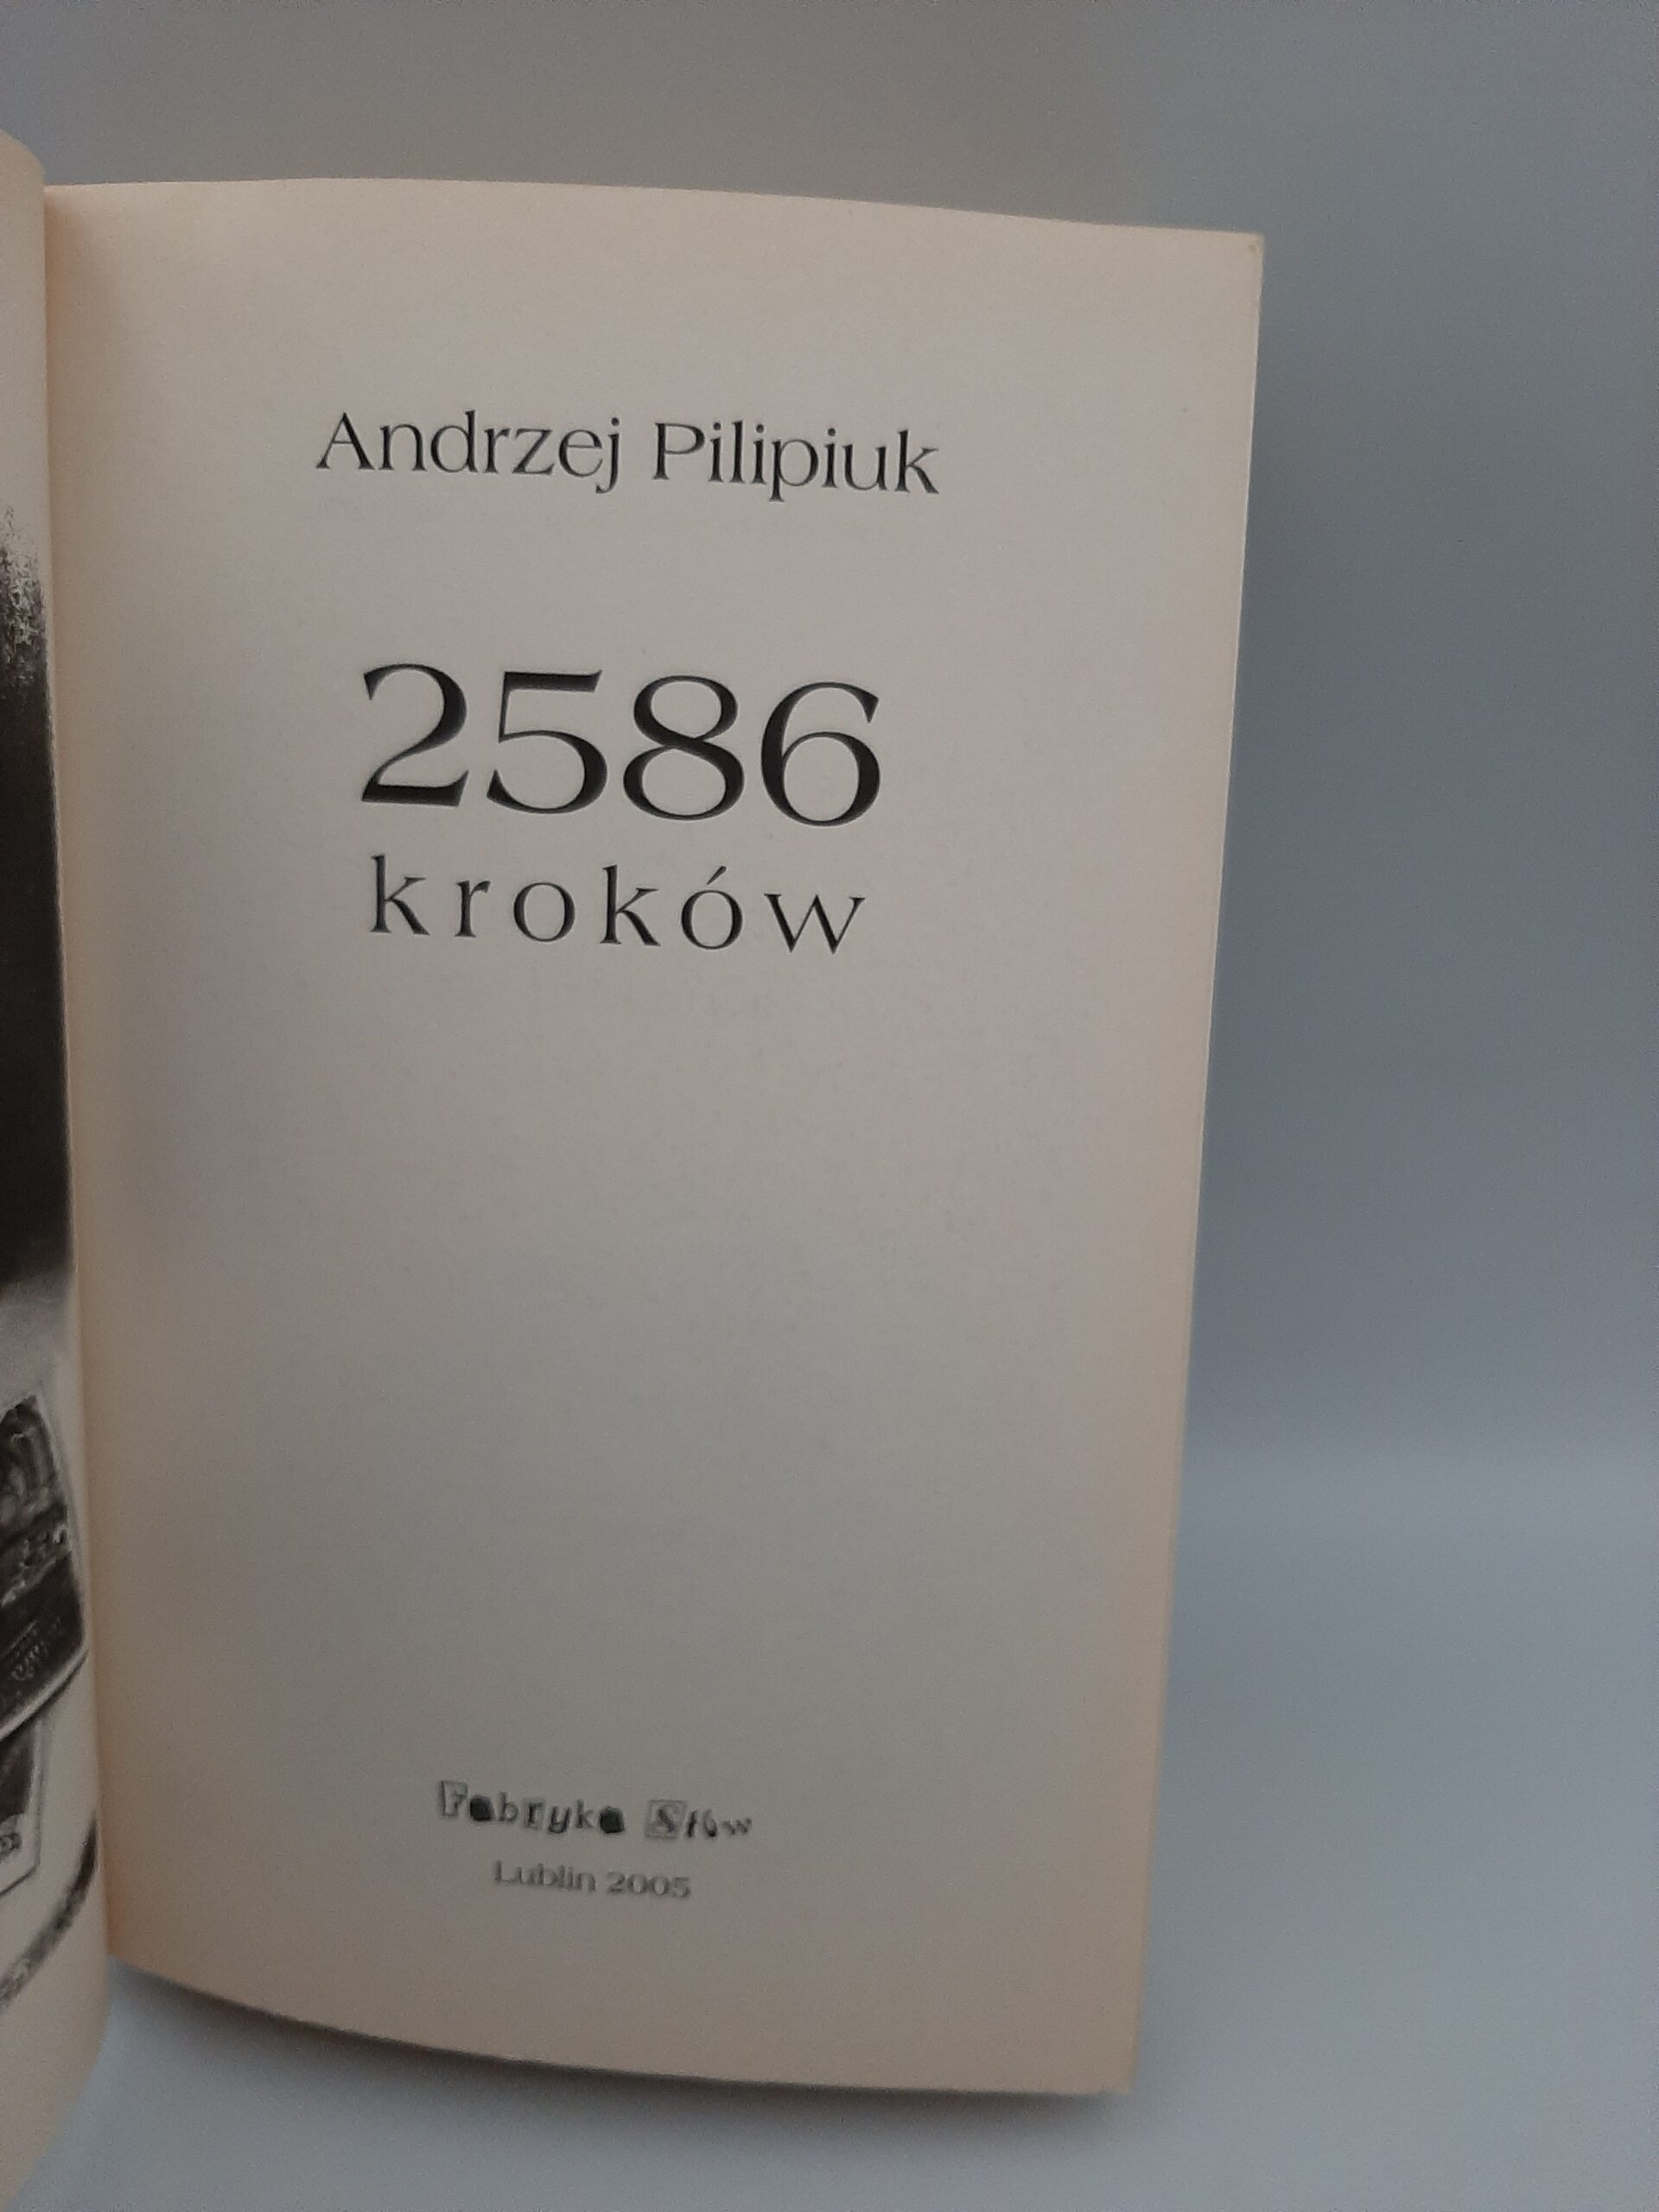 Andrzej Pilipiuk
2586
kroków
Fabryka Słów
Lublin 2005